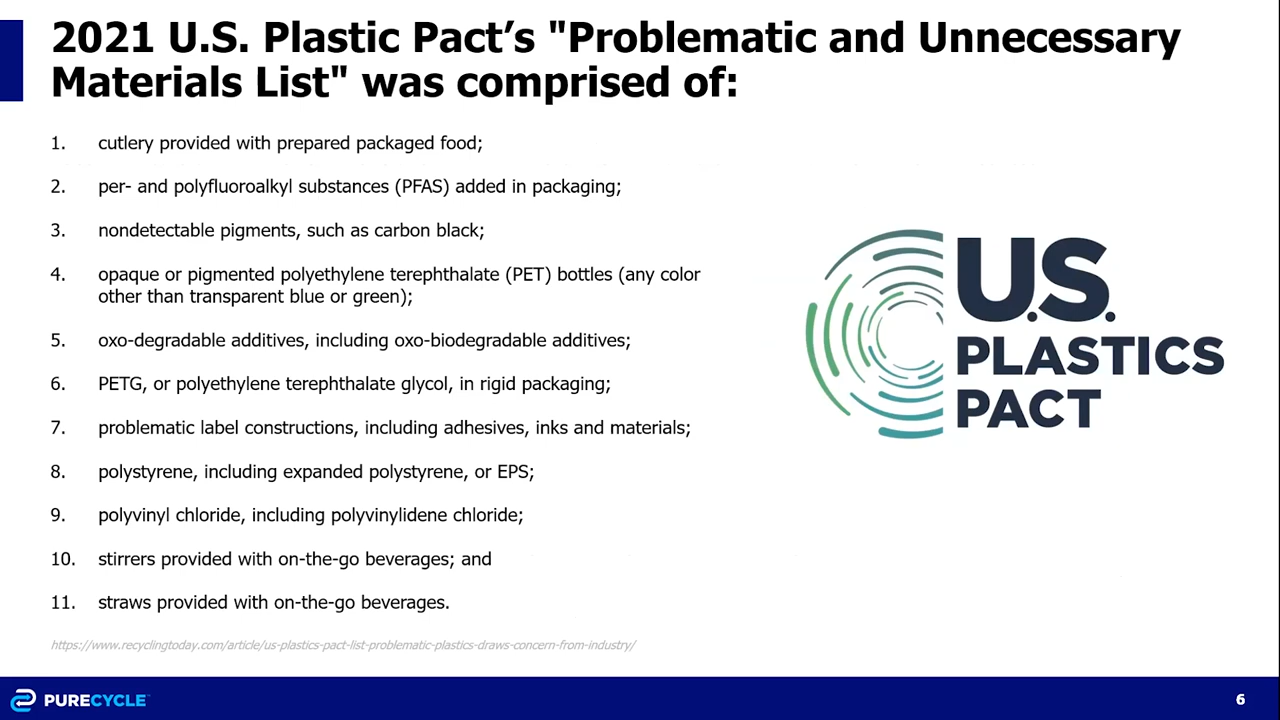 2021 U.S. Plastic Pact’s "Problematic and Unnecessary
Materials List" was comprised of:
1. cutlery provided with prepared packaged food;
2. per- and polyfluoroalkyl substances (PFAS) added in packaging;
3. nondetectable pigments, such as carbon black;
4. opaque or pigmented polyethylene terephthalate (PET) bottles (any color
other than transparent blue or green);
5. oxo-degradable additives, including oxo-biodegradable additives;
6. PETG, or polyethylene terephthalate glycol, in rigid packaging;
7. problematic label constructions, including adhesives, inks and materials;
8. polystyrene, including expanded polystyrene, or EPS;
9. polyvinyl chloride, including polyvinylidene chloride;
10. stirrers provided with on-the-go beverages; and
11. straws provided with on-the-go beverages.
U.S.
PLASTICS
PACT
https://www.recyclingtoday.com/article/us-plastics-pact-list-problematic-plastics-draws-concern-from-industry/
PURECYCLE
6